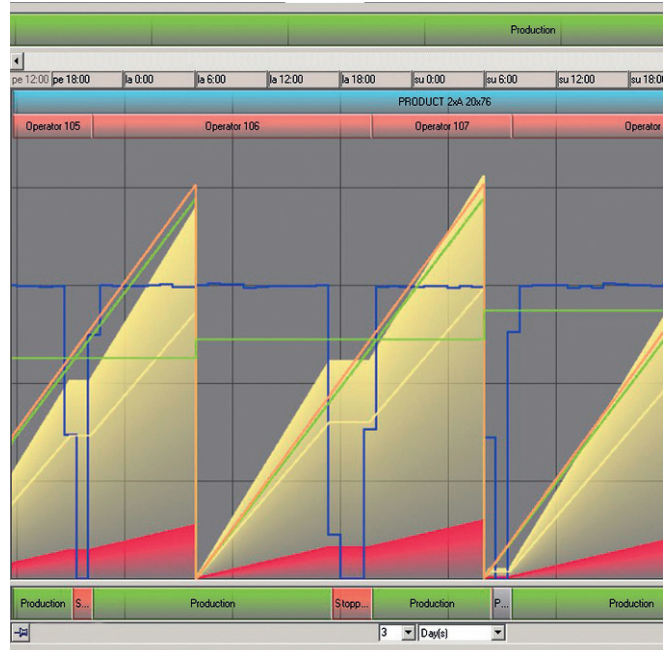 Production
pe 12:00 pe 18:00 la 0:00 la 6:00 la 12:00 la 18:00 su 0:00 su 6:00 su 12:00 su 18:0
PRODUCT 2xA 20x76
Operator 105 Operator 106 Operator 107 Operator
Production S... Production Stopp... Production P... Production
3 Day(s)